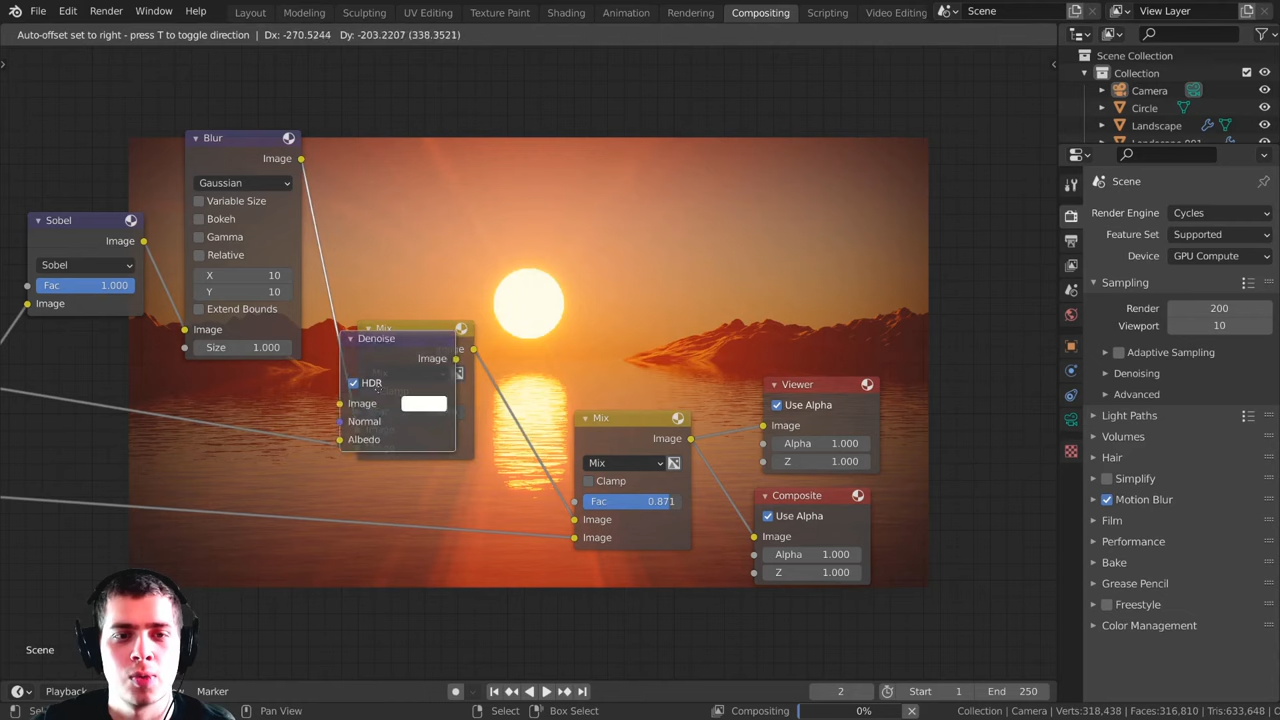 File Edit Render Window Help Layout Modeling Sculpting UV Editing Texture Paint Shading Animation Rendering Compositing Scripting Video Editing Scene View Layer
Auto-offset set to right - press T to toggle direction | Dx: -270.5244 Dy: -203.2207 (338.3521)
Scene Collection
Collection
Camera
Circle
Landscape
Landscape.001
Scene
Render Engine Cycles
Feature Set Supported
Device GPU Compute
Sampling
Render 200
Viewport 10
Adaptive Sampling
Denoising
Advanced
Light Paths
Volumes
Hair
Simplify
Motion Blur
Film
Performance
Bake
Grease Pencil
Freestyle
Color Management
Sobel
Image
Sobel
Fac 1.000
Image
Blur
Image
Gaussian
Variable Size
Bokeh
Gamma
Relative
X 10
Y 10
Extend Bounds
Image
Size 1.000
Mix
Denoise
Image
HDR
Image
Normal
Albedo
Mix
Image
Mix
Clamp
Fac 0.871
Image
Image
Viewer
Use Alpha
Image
Alpha 1.000
Z 1.000
Composite
Use Alpha
Image
Alpha 1.000
Z 1.000
Scene
Playback
Marker
2
Start 1
End 250
Pan View
Select
Box Select
Compositing 0%
Collection | Camera | Verts:318,438 | Faces:316,810 | Tris:633,648